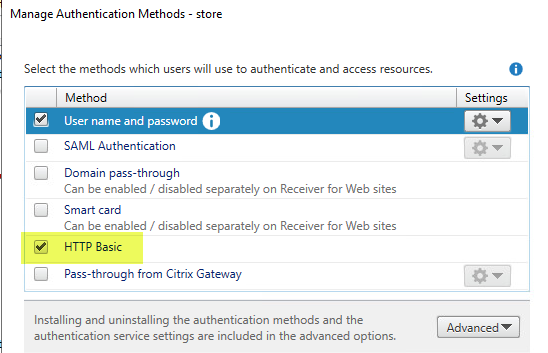 Manage Authentication Methods - store
Select the methods which users will use to authenticate and access resources.
Method Settings
User name and password
SAML Authentication
Domain pass-through
Can be enabled / disabled separately on Receiver for Web sites
Smart card
Can be enabled / disabled separately on Receiver for Web sites
HTTP Basic
Pass-through from Citrix Gateway
Installing and uninstalling the authentication methods and the
authentication service settings are included in the advanced options.
Advanced